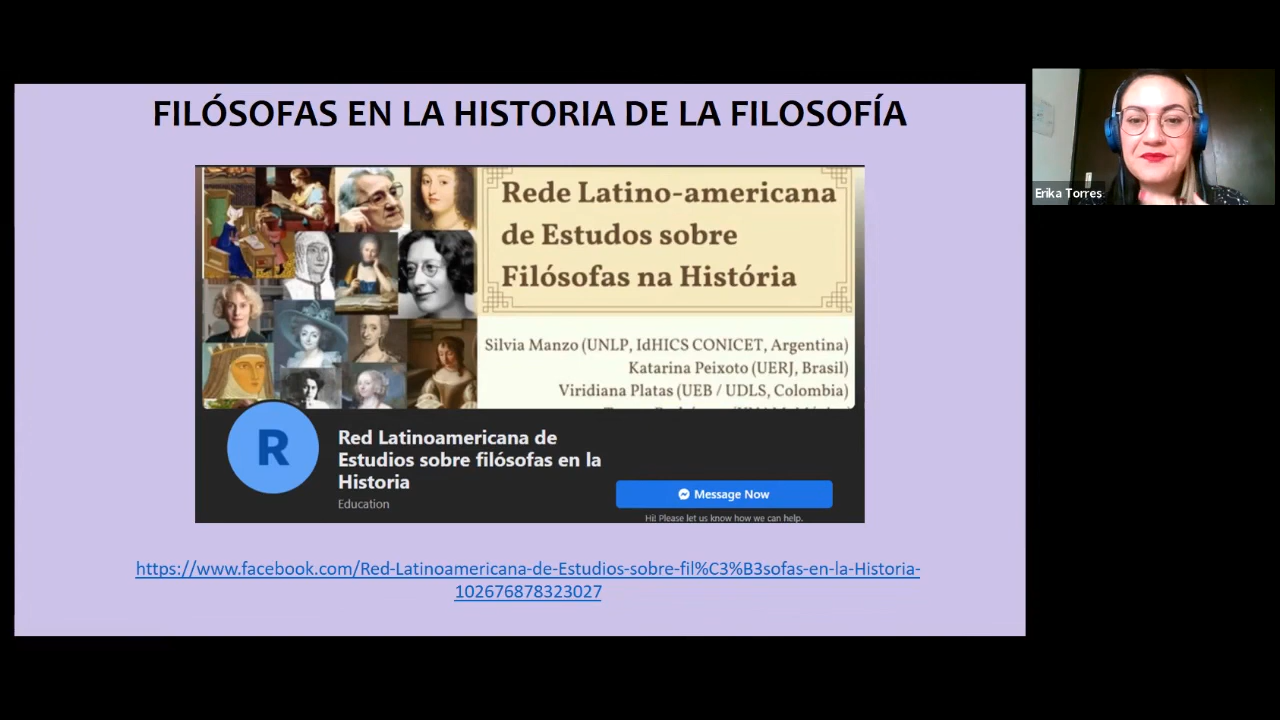 FILÓSOFAS EN LA HISTORIA DE LA FILOSOFÍA
Rede Latino-americana
de Estudos sobre
Filósofas na História
Silvia Manzo (UNLP, IdHICS CONICET, Argentina)
Katarina Peixoto (UERJ, Brasil)
Viridiana Platas (UEB / UDLS, Colombia)
R
Red Latinoamericana de
Estudios sobre filósofas en la
Historia
Education
Message Now
Hi! Please let us know how we can help.
https://www.facebook.com/Red-Latinoamericana-de-Estudios-sobre-fil%C3%B3sofas-en-la-Historia-
102676878323027
Erika Torres